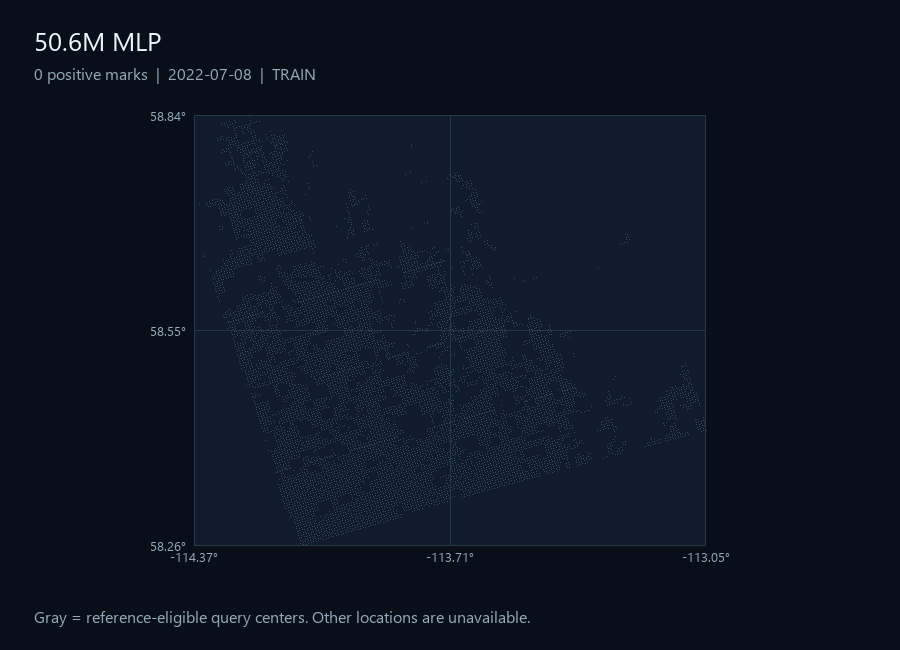 50.6M MLP
0 positive marks | 2022-07-08 | TRAIN
58.84°
58.55°
58.26°
-114.37°
-113.71°
-113.05°
Gray = reference-eligible query centers. Other locations are unavailable.